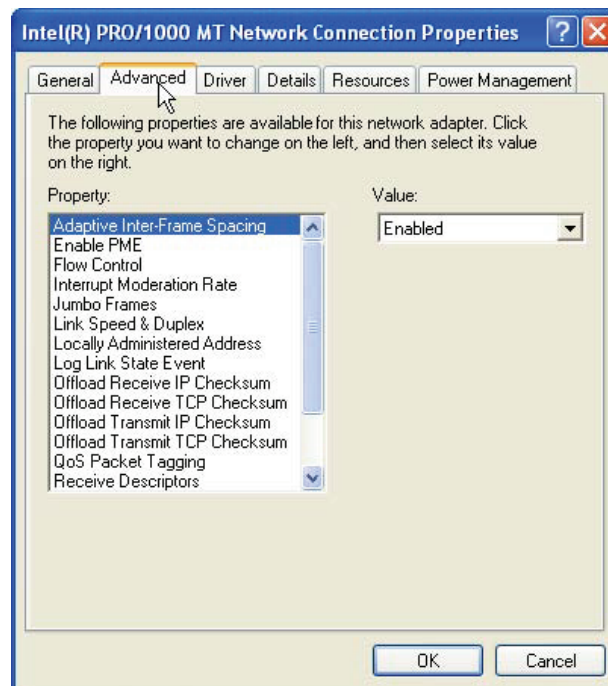 Intel(R) PRO/1000 MT Network Connection Properties
General Advanced Driver Details Resources Power Management
The following properties are available for this network adapter. Click
the property you want to change on the left, and then select its value
on the right.
Property:
Value:
Adaptive Inter-Frame Spacing
Enabled
Enable PME
Flow Control
Interrupt Moderation Rate
Jumbo Frames
Link Speed & Duplex
Locally Administered Address
Log Link State Event
Offload Receive IP Checksum
Offload Receive TCP Checksum
Offload Transmit IP Checksum
Offload Transmit TCP Checksum
QoS Packet Tagging
Receive Descriptors
OK Cancel